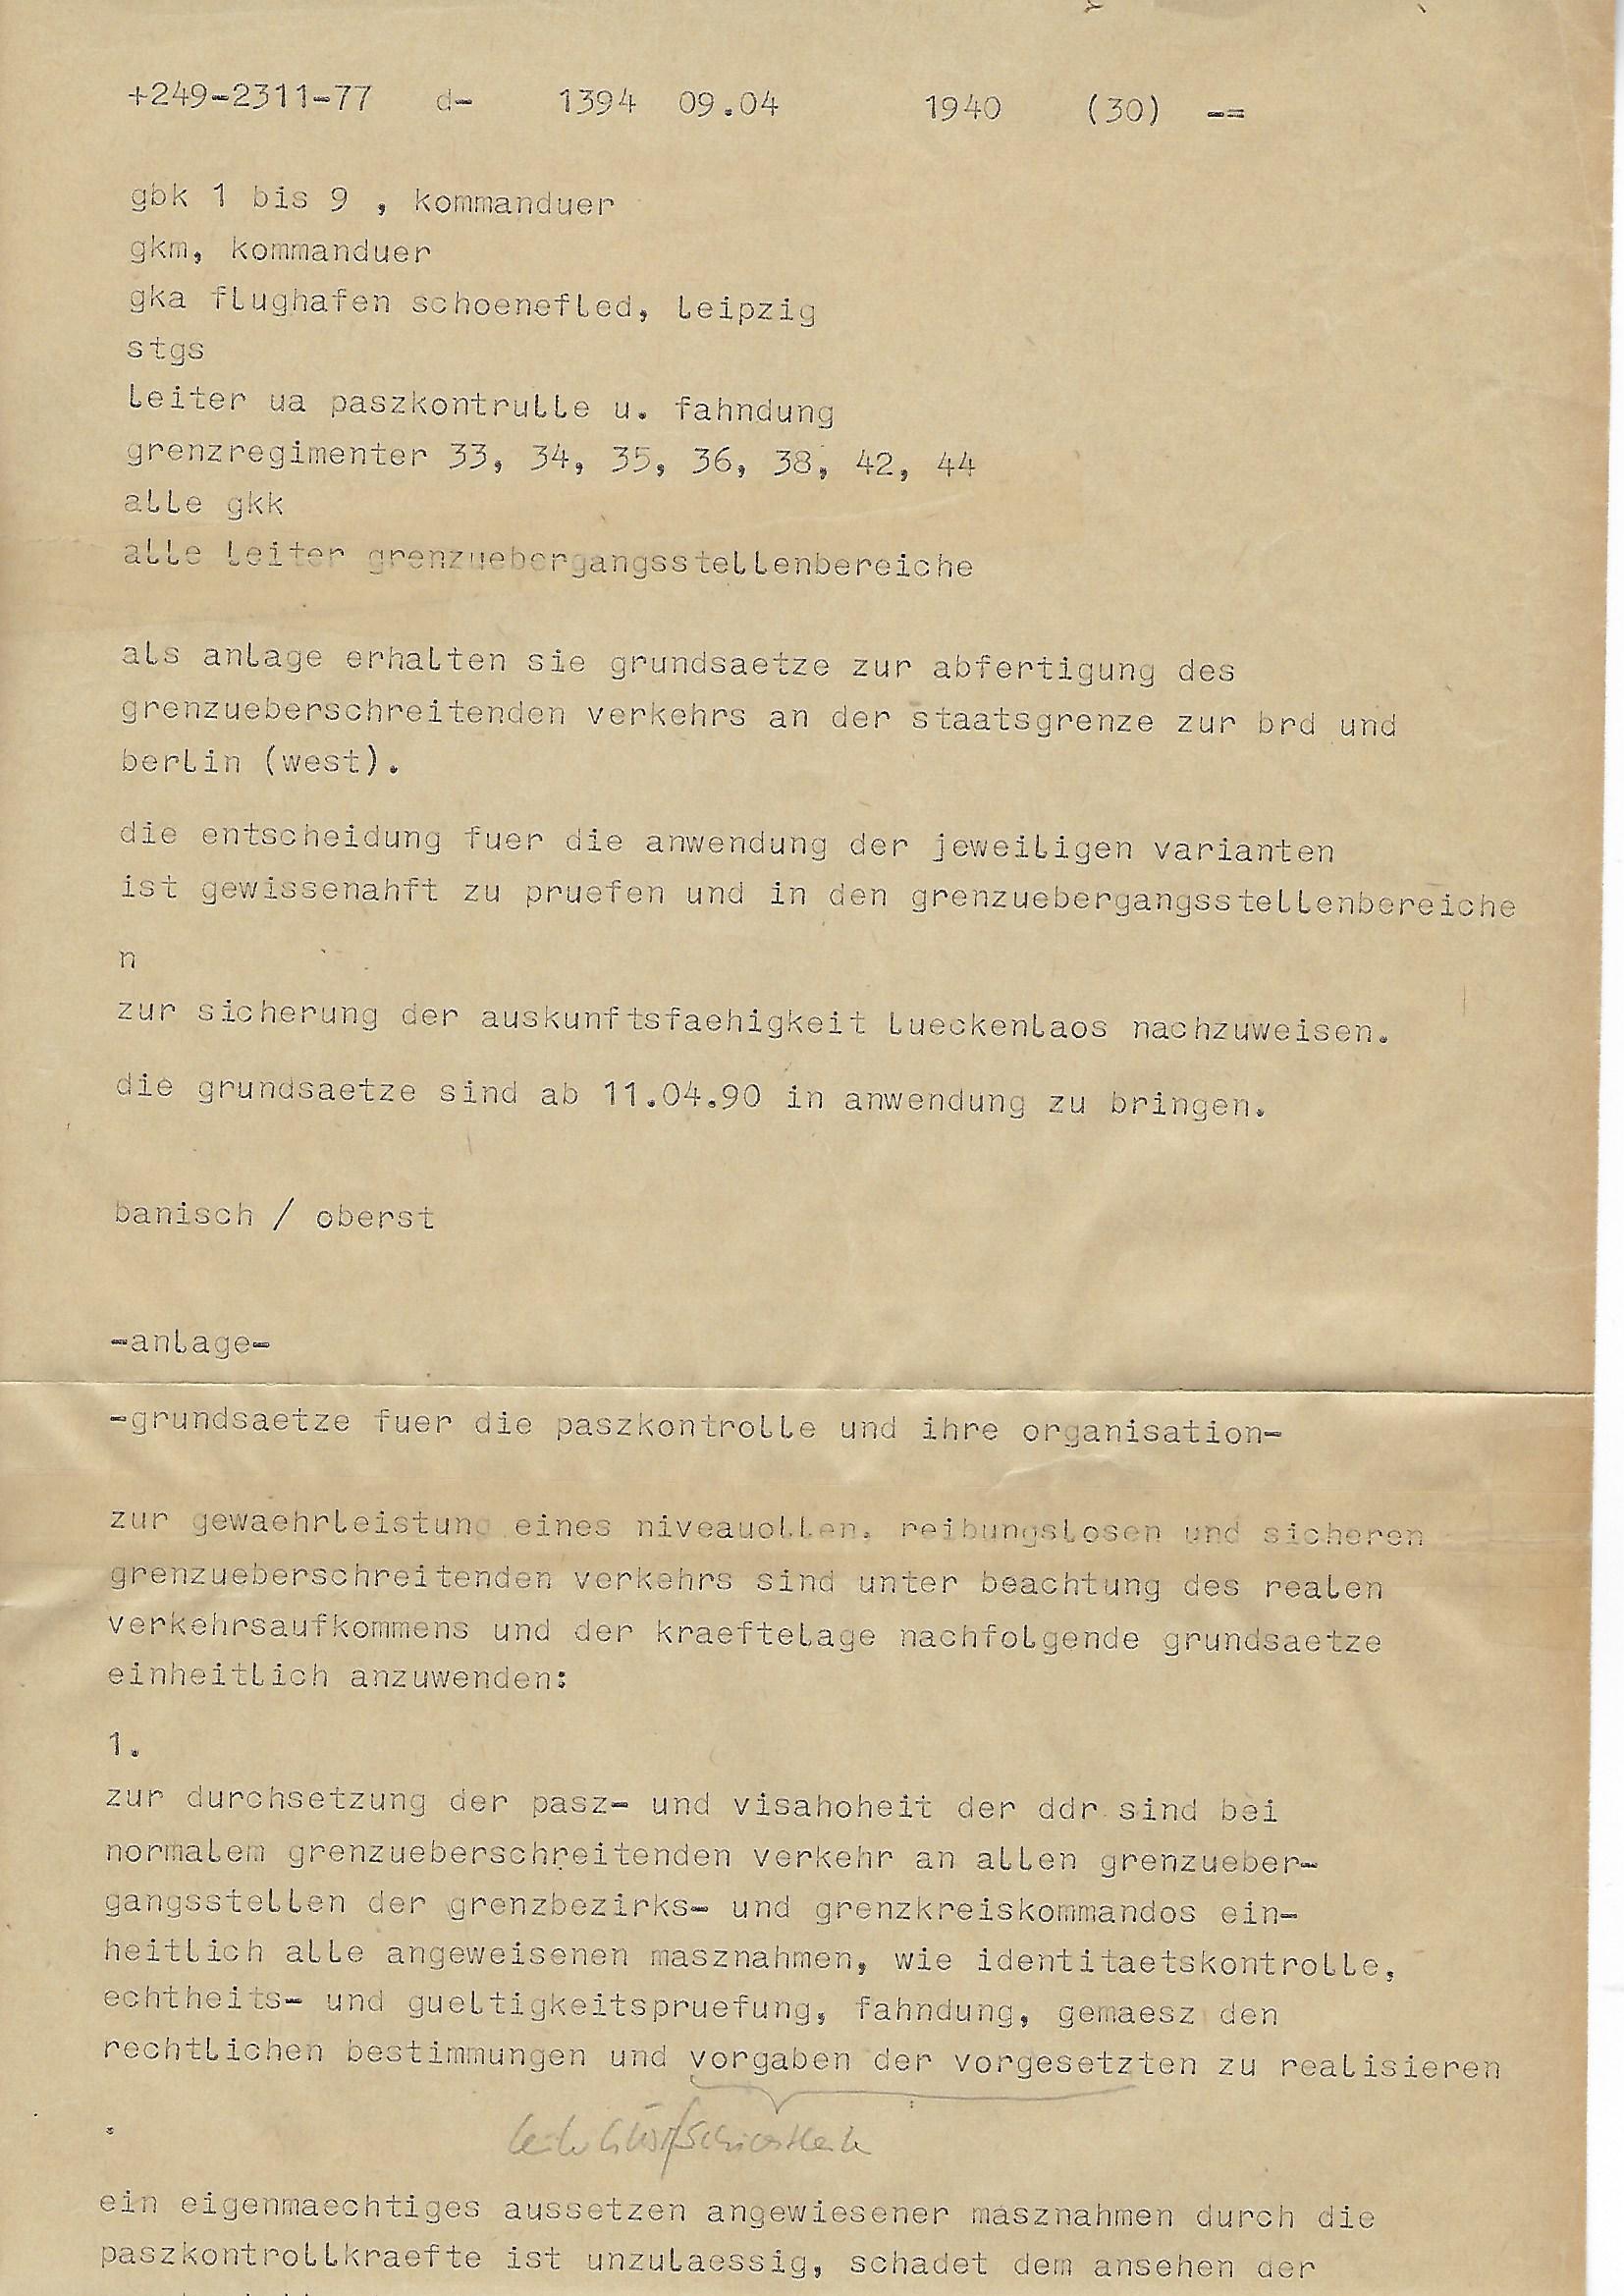 +249-2311-77 d- 1394 09.04 1940 (30) -=
gbk 1 bis 9 , kommanduer
gkm, kommanduer
gka flughafen schoenefled, leipzig
stgs
leiter ua paszkontrulle u. fahndung
grenzregimenter 33, 34, 35, 36, 38, 42, 44
alle gkk
alle leiter grenzuebergangsstellenbereiche
als anlage erhalten sie grundsaetze zur abfertigung des
grenzueberschreitenden verkehrs an der staatsgrenze zur brd und
berlin (west).
die entscheidung fuer die anwendung der jeweiligen varianten
ist gewissenahft zu pruefen und in den grenzuebergangsstellenbereiche
n
zur sicherung der auskunftsfaehigkeit lueckenlaos nachzuweisen.
die grundsaetze sind ab 11.04.90 in anwendung zu bringen.
banisch / oberst
-anlage-
-grundsaetze fuer die paszkontrolle und ihre organisation-
zur gewaehrleistung eines niveauollen, reibungslosen und sicheren
grenzueberschreitenden verkehrs sind unter beachtung des realen
verkehrsaufkommens und der kraeftelage nachfolgende grundsaetze
einheitlich anzuwenden:
1.
zur durchsetzung der pasz- und visahoheit der ddr sind bei
normalem grenzueberschreitenden verkehr an allen grenzueber-
gangsstellen der grenzbezirks- und grenzkreiskommandos ein-
heitlich alle angeweisenen masznahmen, wie identitaetskontrolle,
echtheits- und gueltigkeitspruefung, fahndung, gemaesz den
rechtlichen bestimmungen und vorgaben der vorgesetzten zu realisieren
.
ein eigenmaechtiges aussetzen angewiesener masznahmen durch die
paszkontrollkraefte ist unzulaessig, schadet dem ansehen der